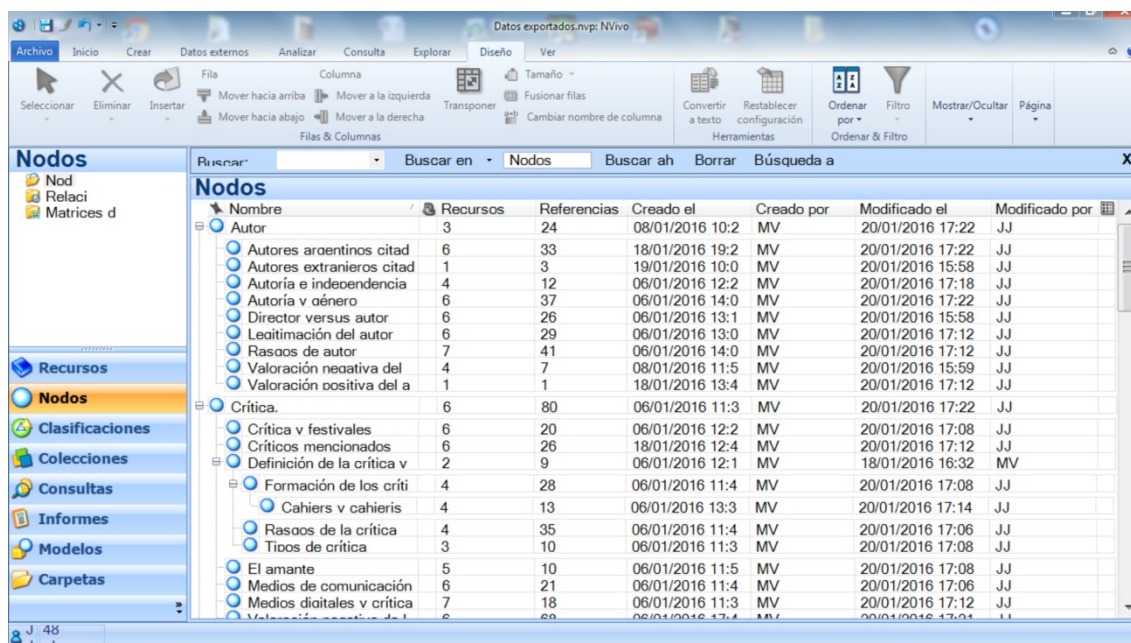 Datos exportados.nvp: NVivo
Archivo Inicio Crear Datos externos Analizar Consulta Explorar Diseño Ver
Seleccionar Eliminar Insertar
Fila Columna
Mover hacia arriba Mover a la izquierda
Mover hacia abajo Mover a la derecha
Filas & Columnas
Transponer
Tamaño
Fusionar filas
Cambiar nombre de columna
Convertir a texto Restablecer configuración
Herramientas
Ordenar por Filtro
Ordenar & Filtro
Mostrar/Ocultar Página
Nodos
Nod
Relaci
Matrices d
Recursos
Nodos
Clasificaciones
Colecciones
Consultas
Informes
Modelos
Carpetas
Buscar: Buscar en Nodos Buscar ah Borrar Búsqueda a X
Nodos
Nombre Recursos Referencias Creado el Creado por Modificado el Modificado por
Autor 3 24 08/01/2016 10:2 MV 20/01/2016 17:22 JJ
Autores argentinos citad 6 33 18/01/2016 19:2 MV 20/01/2016 17:22 JJ
Autores extranjeros citad 1 3 19/01/2016 10:0 MV 20/01/2016 15:58 JJ
Autoría e independencia 4 12 06/01/2016 12:2 MV 20/01/2016 17:18 JJ
Autoría y género 6 37 06/01/2016 14:0 MV 20/01/2016 17:22 JJ
Director versus autor 6 26 06/01/2016 13:1 MV 20/01/2016 15:58 JJ
Legitimación del autor 6 29 06/01/2016 13:0 MV 20/01/2016 17:12 JJ
Rasgos de autor 7 41 06/01/2016 14:0 MV 20/01/2016 17:12 JJ
Valoración negativa del 4 7 08/01/2016 11:5 MV 20/01/2016 15:59 JJ
Valoración positiva del a 1 1 18/01/2016 13:4 MV 20/01/2016 17:12 JJ
Crítica. 6 80 06/01/2016 11:3 MV 20/01/2016 17:22 JJ
Crítica y festivales 6 20 06/01/2016 12:2 MV 20/01/2016 17:08 JJ
Críticos mencionados 6 26 18/01/2016 12:4 MV 20/01/2016 17:12 JJ
Definición de la crítica y 2 9 06/01/2016 12:1 MV 18/01/2016 16:32 MV
Formación de los críti 4 28 06/01/2016 11:4 MV 20/01/2016 17:08 JJ
Cahiers y cahieris 4 13 06/01/2016 13:3 MV 20/01/2016 17:14 JJ
Rasgos de la crítica 4 35 06/01/2016 11:4 MV 20/01/2016 17:06 JJ
Tipos de crítica 3 10 06/01/2016 11:3 MV 20/01/2016 17:08 JJ
El amante 5 10 06/01/2016 11:5 MV 20/01/2016 17:08 JJ
Medios de comunicación 6 21 06/01/2016 11:4 MV 20/01/2016 17:06 JJ
Medios digitales y crítica 7 18 06/01/2016 11:3 MV 20/01/2016 17:12 JJ
Valoración negativa de l 6 68 06/01/2016 17:4 MV 20/01/2016 17:21 JJ
J 48